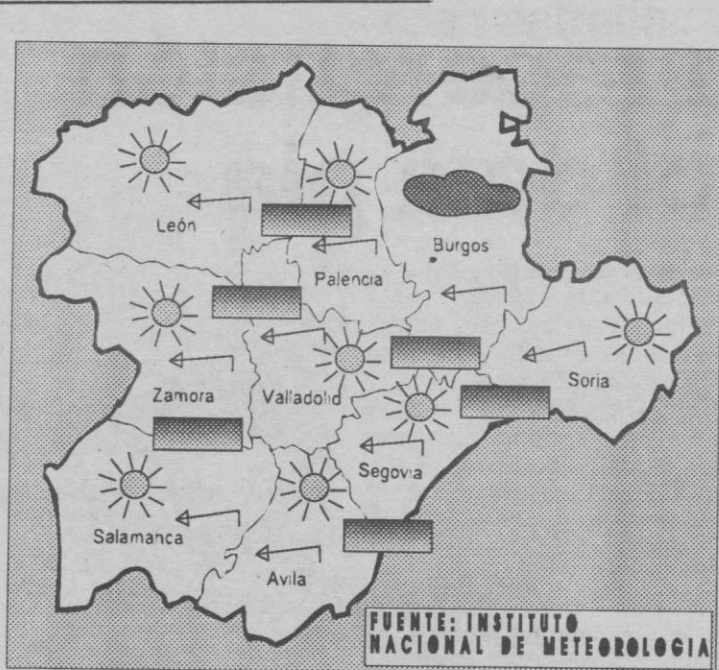 León
Burgos
Palencia
Soria
Zamora
Valladolid
Segovia
Salamanca
Avila
FUENTE: INSTITUTO
NACIONAL DE METEOROLOGIA